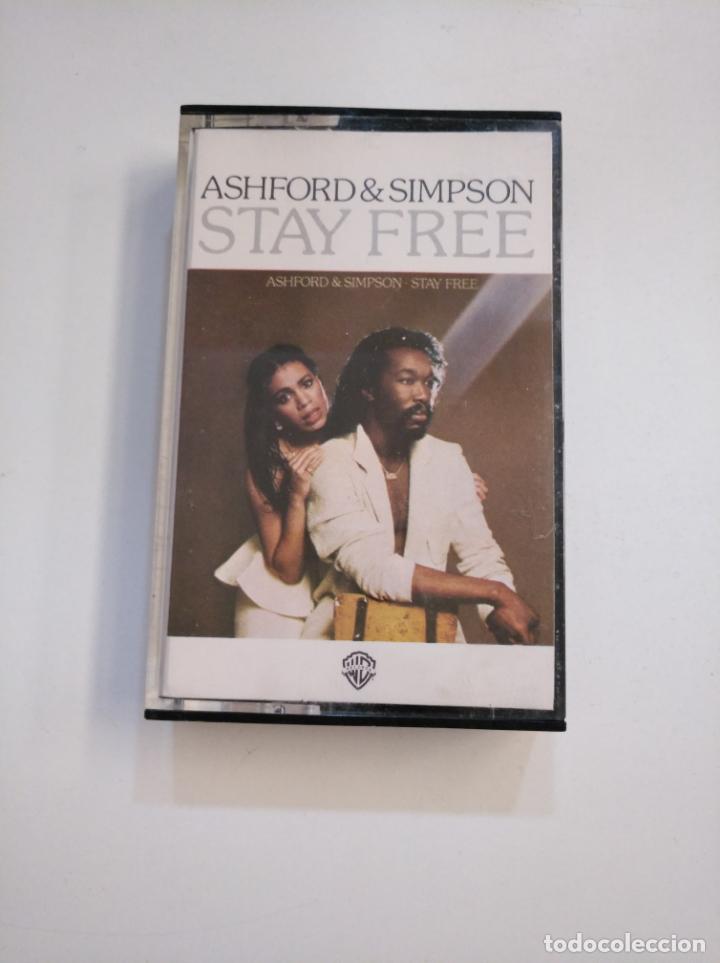 ASHFORD & SIMPSON
STAY FREE
ASHFORD & SIMPSON · STAY FREE
todocoleccion